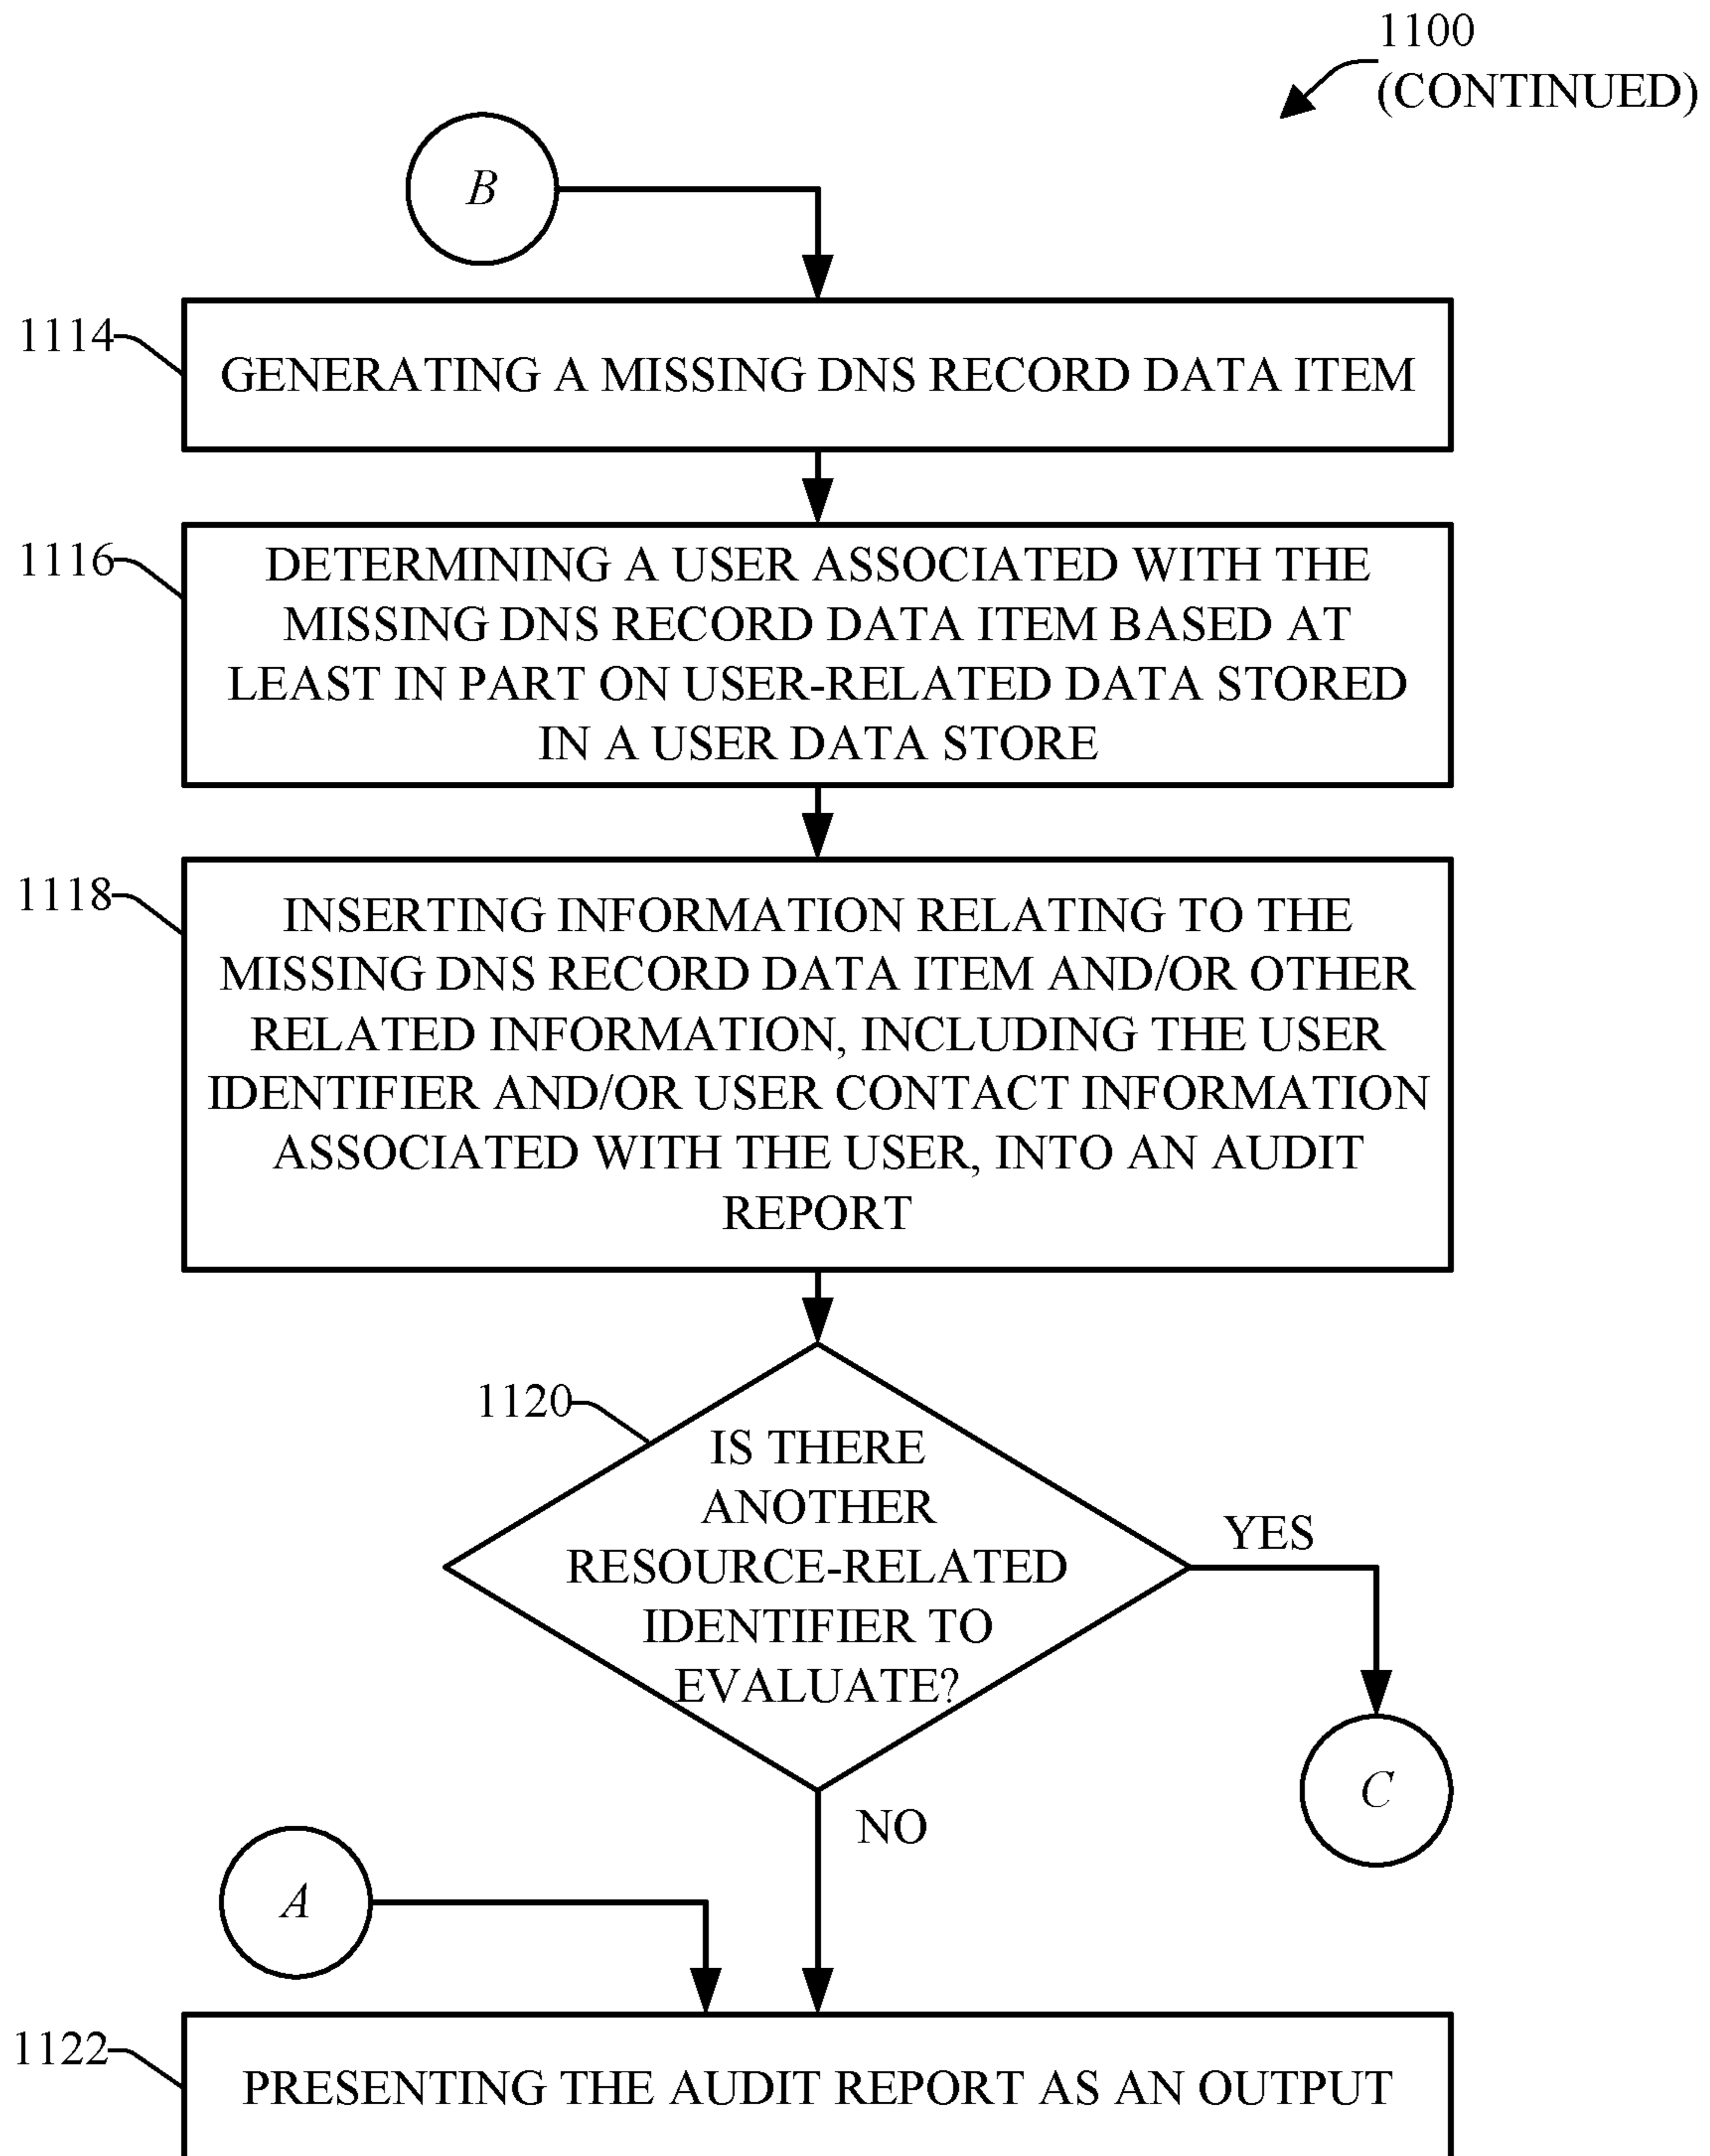 1100
(CONTINUED)
B
1114
GENERATING A MISSING DNS RECORD DATA ITEM
1116
DETERMINING A USER ASSOCIATED WITH THE
MISSING DNS RECORD DATA ITEM BASED AT
LEAST IN PART ON USER-RELATED DATA STORED
IN A USER DATA STORE
1118
INSERTING INFORMATION RELATING TO THE
MISSING DNS RECORD DATA ITEM AND/OR OTHER
RELATED INFORMATION, INCLUDING THE USER
IDENTIFIER AND/OR USER CONTACT INFORMATION
ASSOCIATED WITH THE USER, INTO AN AUDIT
REPORT
1120
IS THERE
ANOTHER
RESOURCE-RELATED
IDENTIFIER TO
EVALUATE?
YES
C
NO
A
1122
PRESENTING THE AUDIT REPORT AS AN OUTPUT